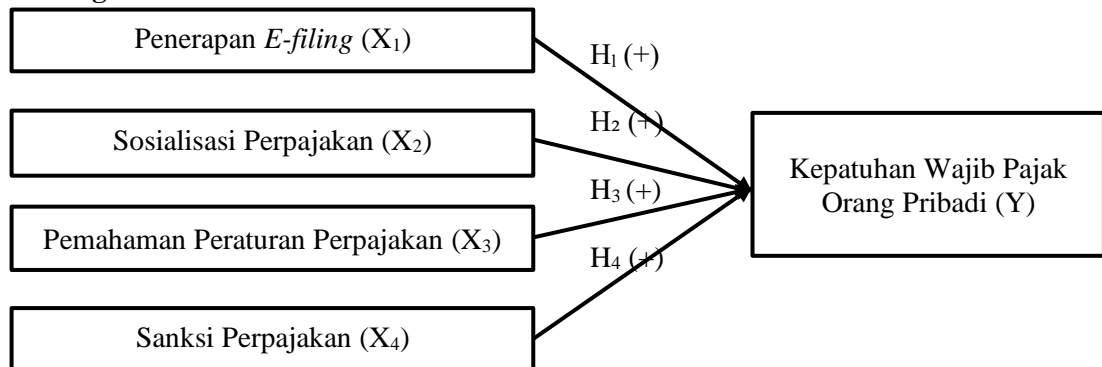 Penerapan E-filing (X₁)
H₁ (+)
Sosialisasi Perpajakan (X₂)
H₂ (+)
Kepatuhan Wajib Pajak
Orang Pribadi (Y)
H₃ (+)
Pemahaman Peraturan Perpajakan (X₃)
H₄ (+)
Sanksi Perpajakan (X₄)